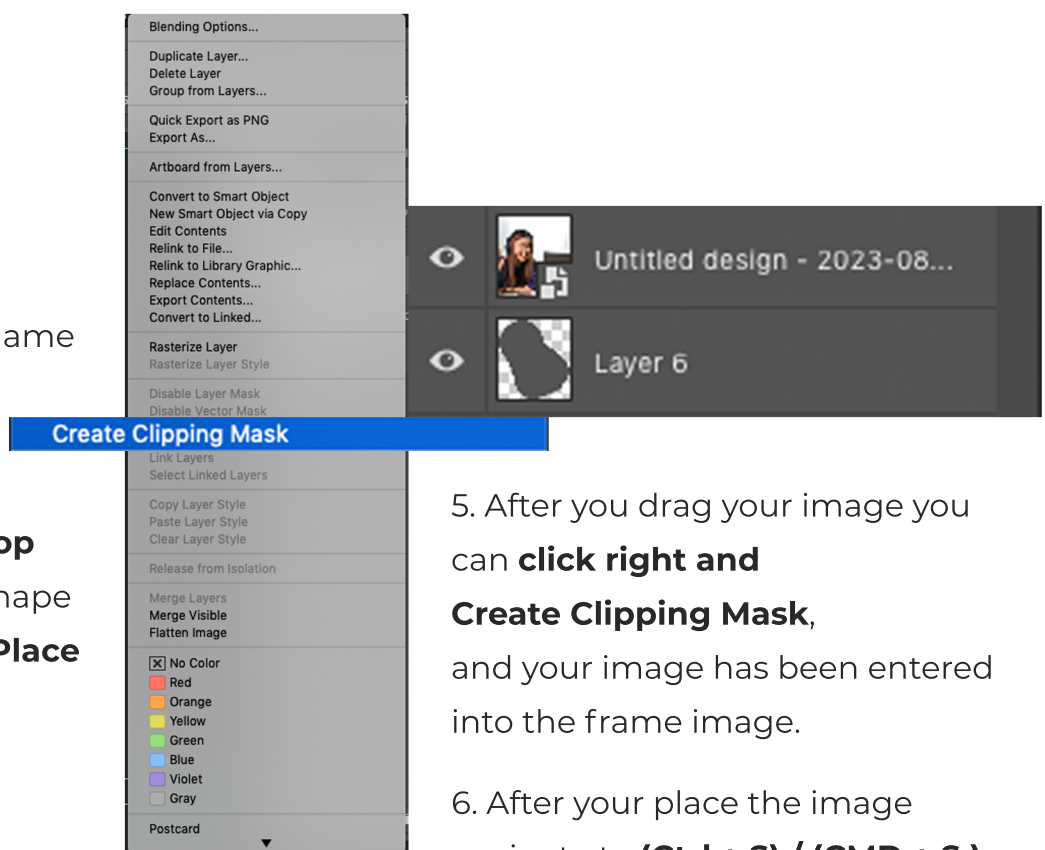 Blending Options...
Duplicate Layer...
Delete Layer
Group from Layers...
Quick Export as PNG
Export As...
Artboard from Layers...
Convert to Smart Object
New Smart Object via Copy
Edit Contents
Relink to File...
Relink to Library Graphic...
Replace Contents...
Export Contents...
Convert to Linked...
Rasterize Layer
Rasterize Layer Style
Disable Layer Mask
Disable Vector Mask
Create Clipping Mask
Link Layers
Select Linked Layers
Copy Layer Style
Paste Layer Style
Clear Layer Style
Release from Isolation
Merge Layers
Merge Visible
Flatten Image
No Color
Red
Orange
Yellow
Green
Blue
Violet
Gray
Postcard
Untitled design - 2023-08...
Layer 6
ame
op
hape
Place
5. After you drag your image you
can click right and
Create Clipping Mask,
and your image has been entered
into the frame image.
6. After your place the image